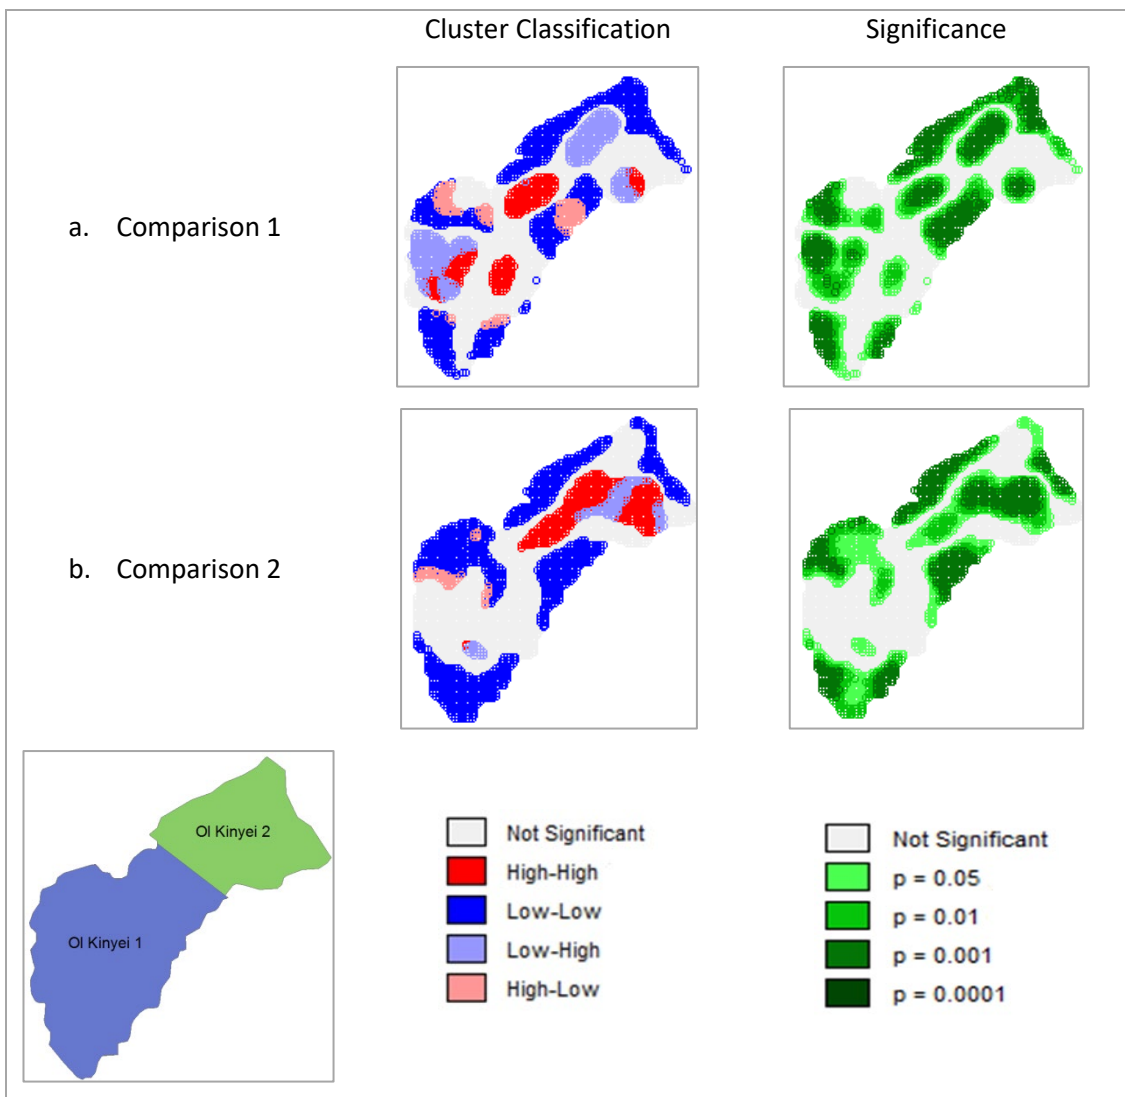 Cluster Classification
Significance
a. Comparison 1
b. Comparison 2
Ol Kinyei 2
Ol Kinyei 1
Not Significant
High-High
Low-Low
Low-High
High-Low
Not Significant
p = 0.05
p = 0.01
p = 0.001
p = 0.0001